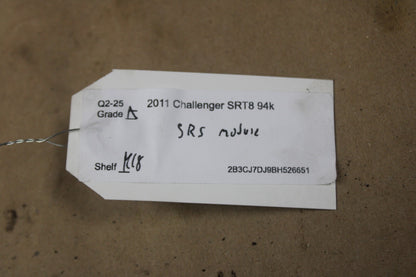 Q2-25 2011 Challenger SRT8 94k
Grade A
SRS module
Shelf K18 2B3CJ7DJ9BH526651